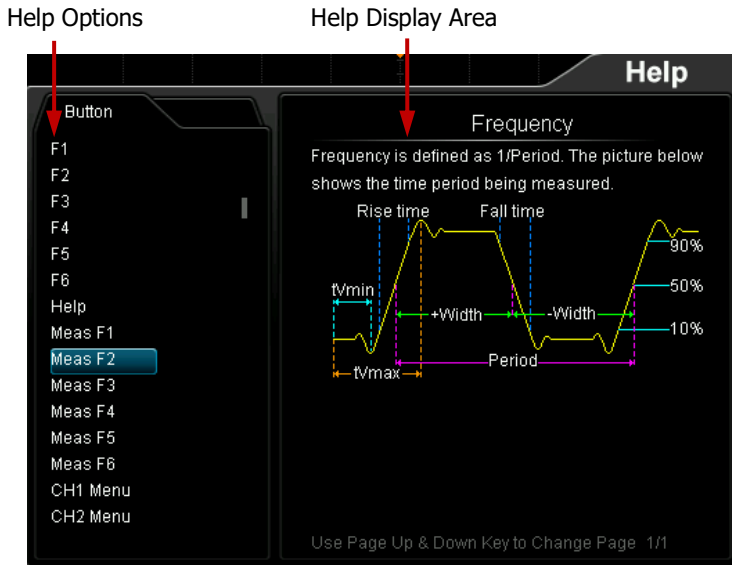 Help Options
Help Display Area
Help
Button
F1
F2
F3
F4
F5
F6
Help
Meas F1
Meas F2
Meas F3
Meas F4
Meas F5
Meas F6
CH1 Menu
CH2 Menu
Frequency
Frequency is defined as 1/Period. The picture below
shows the time period being measured.
Rise time
Fall time
90%
tVmin
50%
+Width
-Width
10%
Period
tVmax
Use Page Up & Down Key to Change Page 1/1